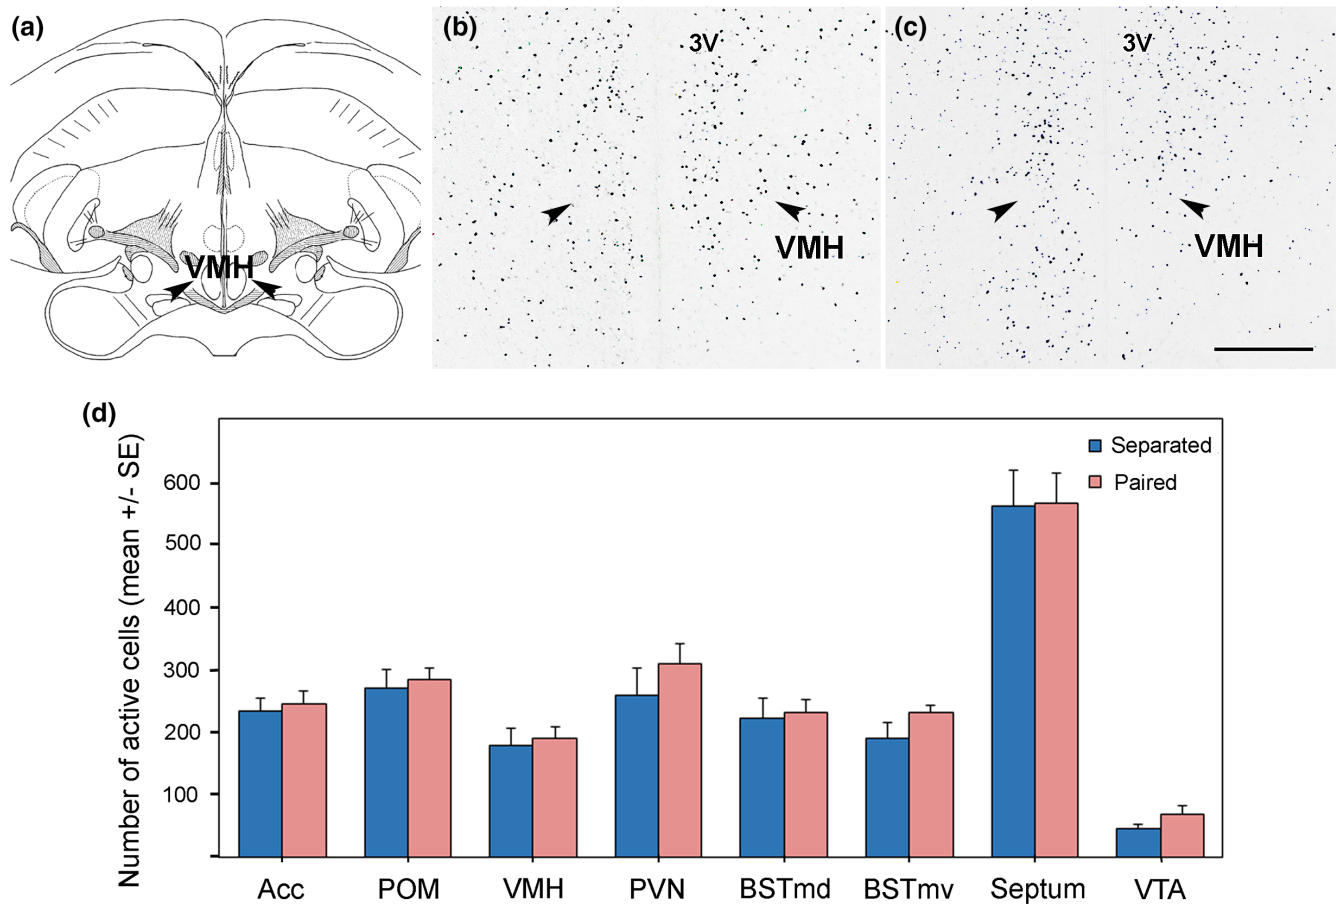 (a)
VMH
(b)
3V
VMH
(c)
3V
VMH
(d)
Number of active cells (mean +/- SE)
600
500
400
300
200
100
Separated
Paired
Acc POM VMH PVN BSTmd BSTmv Septum VTA